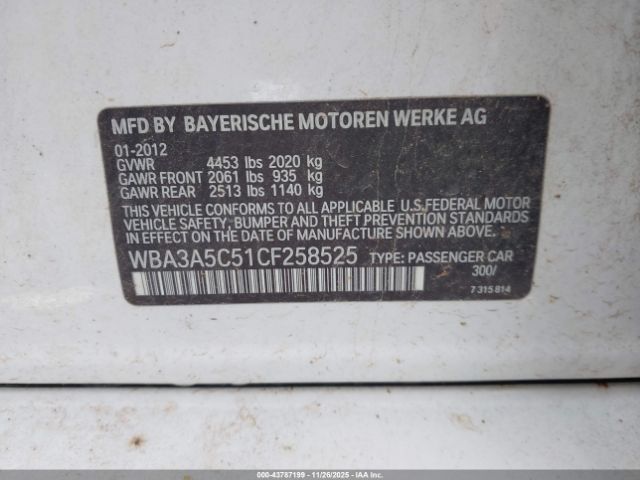 MFD BY BAYERISCHE MOTOREN WERKE AG
01-2012
GVWR 4453 lbs 2020 kg
GAWR FRONT 2061 lbs 935 kg
GAWR REAR 2513 lbs 1140 kg
THIS VEHICLE CONFORMS TO ALL APPLICABLE U.S.FEDERAL MOTOR
VEHICLE SAFETY, BUMPER AND THEFT PREVENTION STANDARDS
IN EFFECT ON THE DATE OF MANUFACTURE SHOWN ABOVE.
WBA3A5C51CF258525 TYPE: PASSENGER CAR
300/
7 315 814
000-43787199 | 11/26/2025 | IAA Inc.